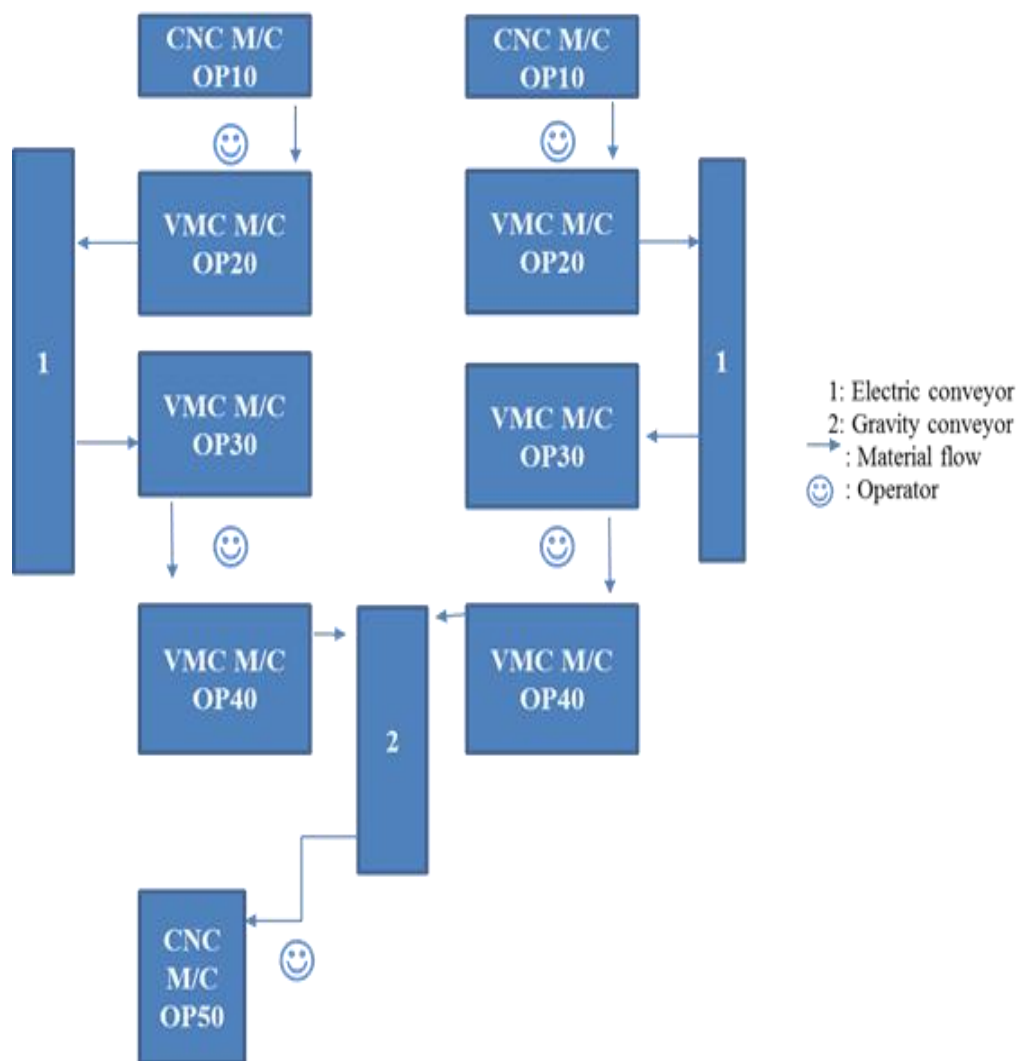 CNC M/C
OP10
CNC M/C
OP10
VMC M/C
OP20
VMC M/C
OP20
1
1
VMC M/C
OP30
VMC M/C
OP30
1: Electric conveyor
2: Gravity conveyor
: Material flow
: Operator
VMC M/C
OP40
VMC M/C
OP40
2
CNC
M/C
OP50